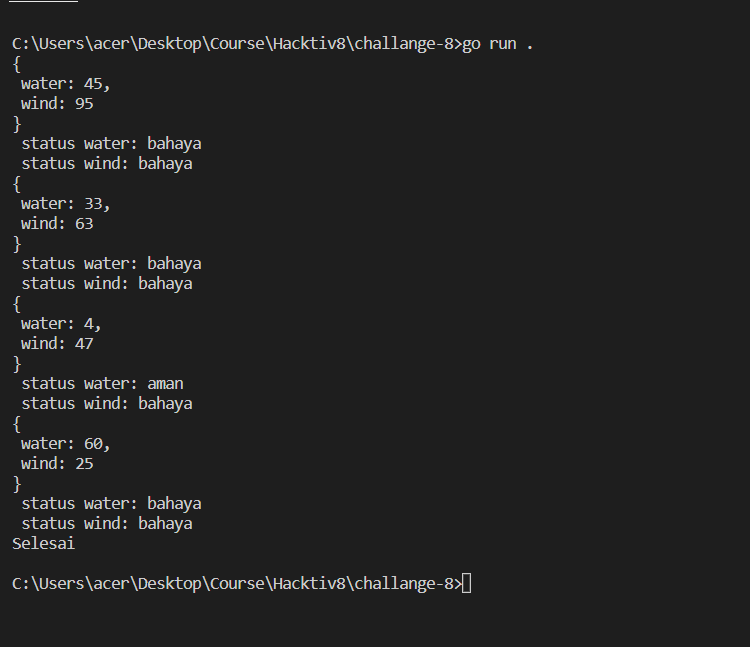 C:\Users\acer\Desktop\Course\Hacktiv8\challange-8>go run .
{
 water: 45,
 wind: 95
}
 status water: bahaya
 status wind: bahaya
{
 water: 33,
 wind: 63
}
 status water: bahaya
 status wind: bahaya
{
 water: 4,
 wind: 47
}
 status water: aman
 status wind: bahaya
{
 water: 60,
 wind: 25
}
 status water: bahaya
 status wind: bahaya
Selesai
C:\Users\acer\Desktop\Course\Hacktiv8\challange-8>